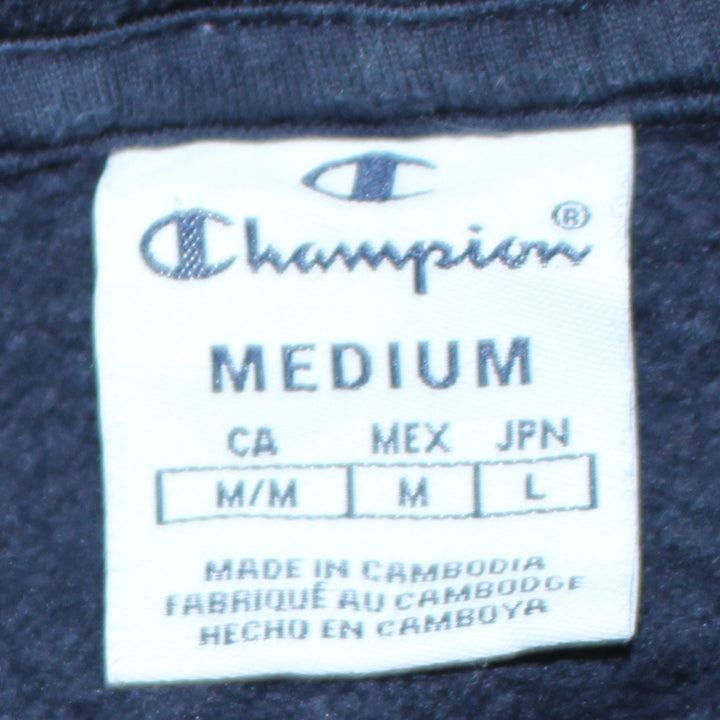 Champion®
MEDIUM
CA MEX JPN
M/M M L
MADE IN CAMBODIA
FABRIQUÉ AU CAMBODGE
HECHO EN CAMBOYA